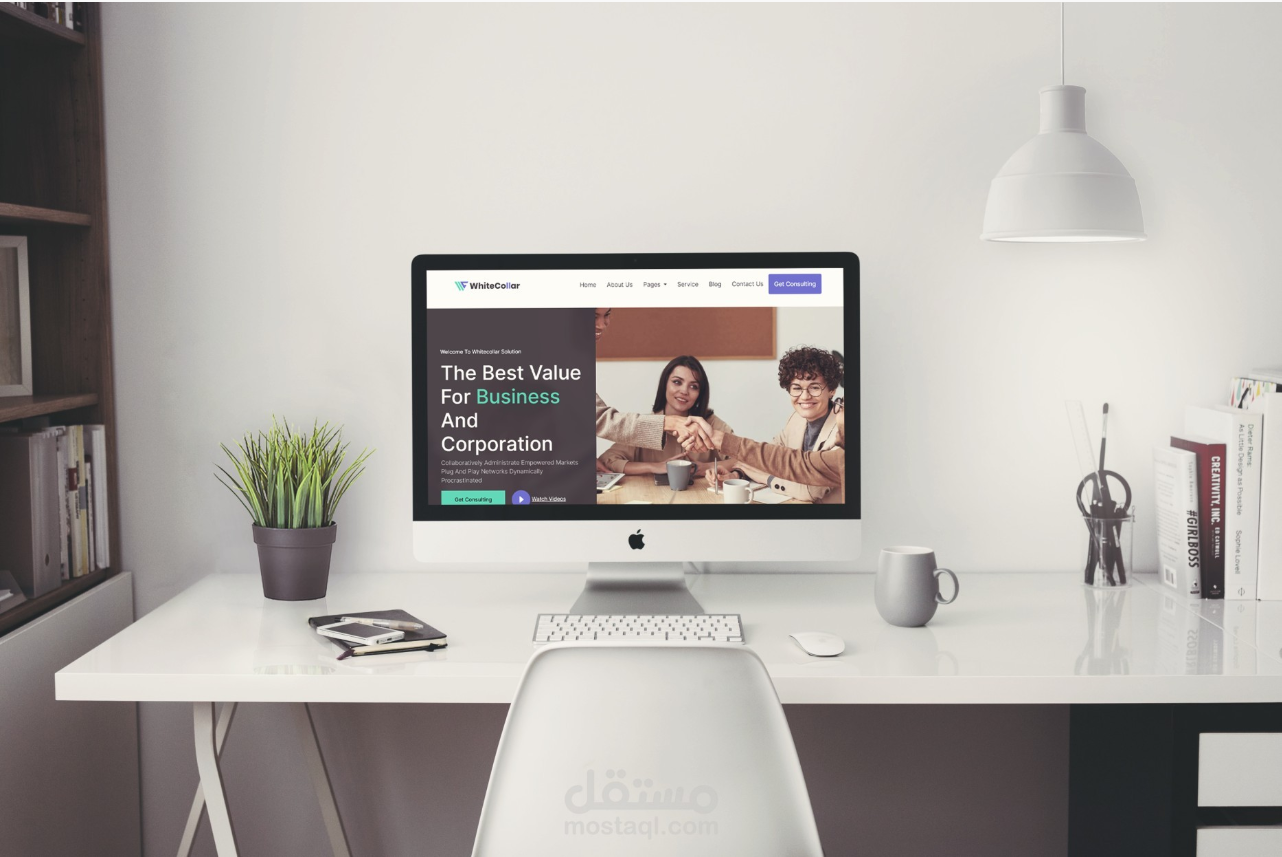 WhiteCollar
Home About Us Pages Service Blog Contact Us Get Consulting
Welcome To Whitecollar Solution
The Best Value
For Business
And
Corporation
Collaboratively Administrate Empowered Markets
Plug And Play Networks Dynamically
Procrastinated
Get Consulting Watch Videos
#GIRLBOSS
CREATIVITY, INC. ED CATMULL
Dieter Rams:
As Little Design as Possible Sophie Lovell
مستقل
mostaql.com